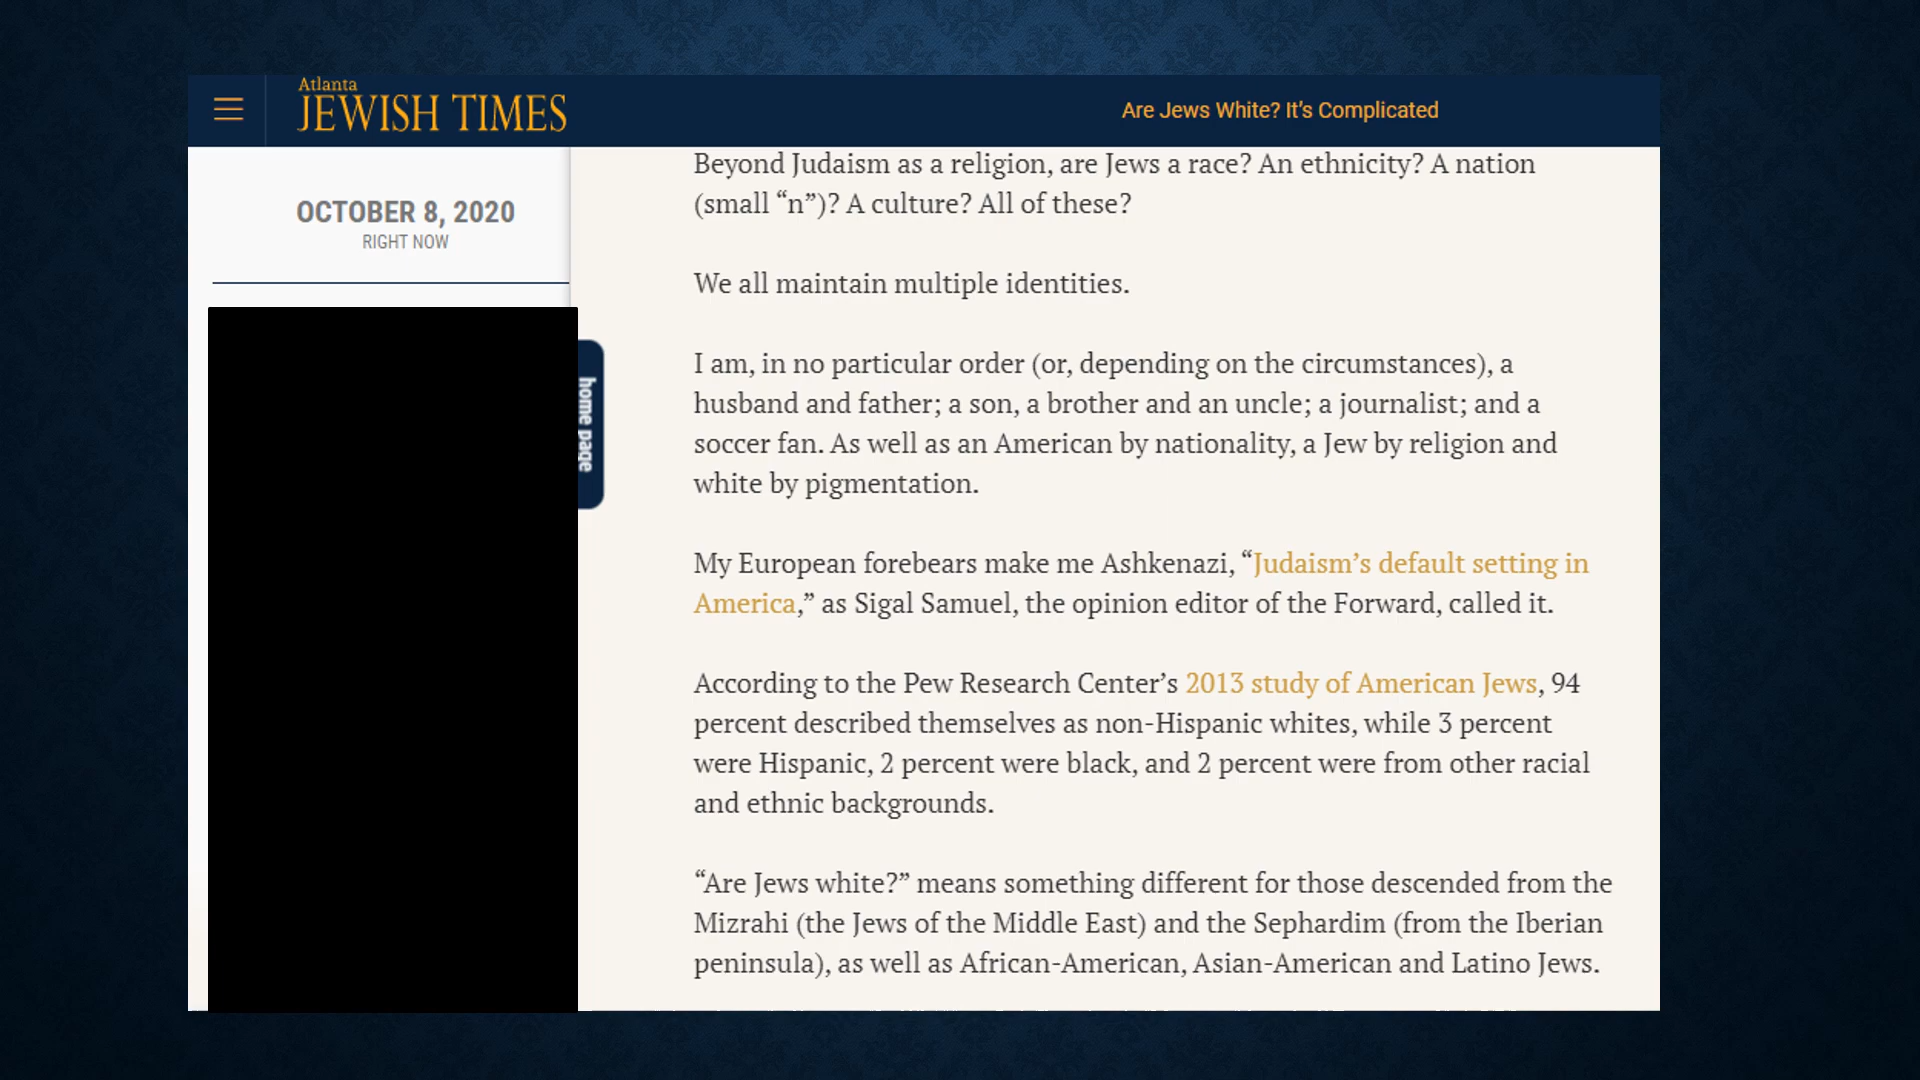 Atlanta
JEWISH TIMES
Are Jews White? It's Complicated
OCTOBER 8, 2020
RIGHT NOW
home page
Beyond Judaism as a religion, are Jews a race? An ethnicity? A nation
(small “n”)? A culture? All of these?
We all maintain multiple identities.
I am, in no particular order (or, depending on the circumstances), a
husband and father; a son, a brother and an uncle; a journalist; and a
soccer fan. As well as an American by nationality, a Jew by religion and
white by pigmentation.
My European forebears make me Ashkenazi, “Judaism’s default setting in
America,” as Sigal Samuel, the opinion editor of the Forward, called it.
According to the Pew Research Center’s 2013 study of American Jews, 94
percent described themselves as non-Hispanic whites, while 3 percent
were Hispanic, 2 percent were black, and 2 percent were from other racial
and ethnic backgrounds.
“Are Jews white?” means something different for those descended from the
Mizrahi (the Jews of the Middle East) and the Sephardim (from the Iberian
peninsula), as well as African-American, Asian-American and Latino Jews.